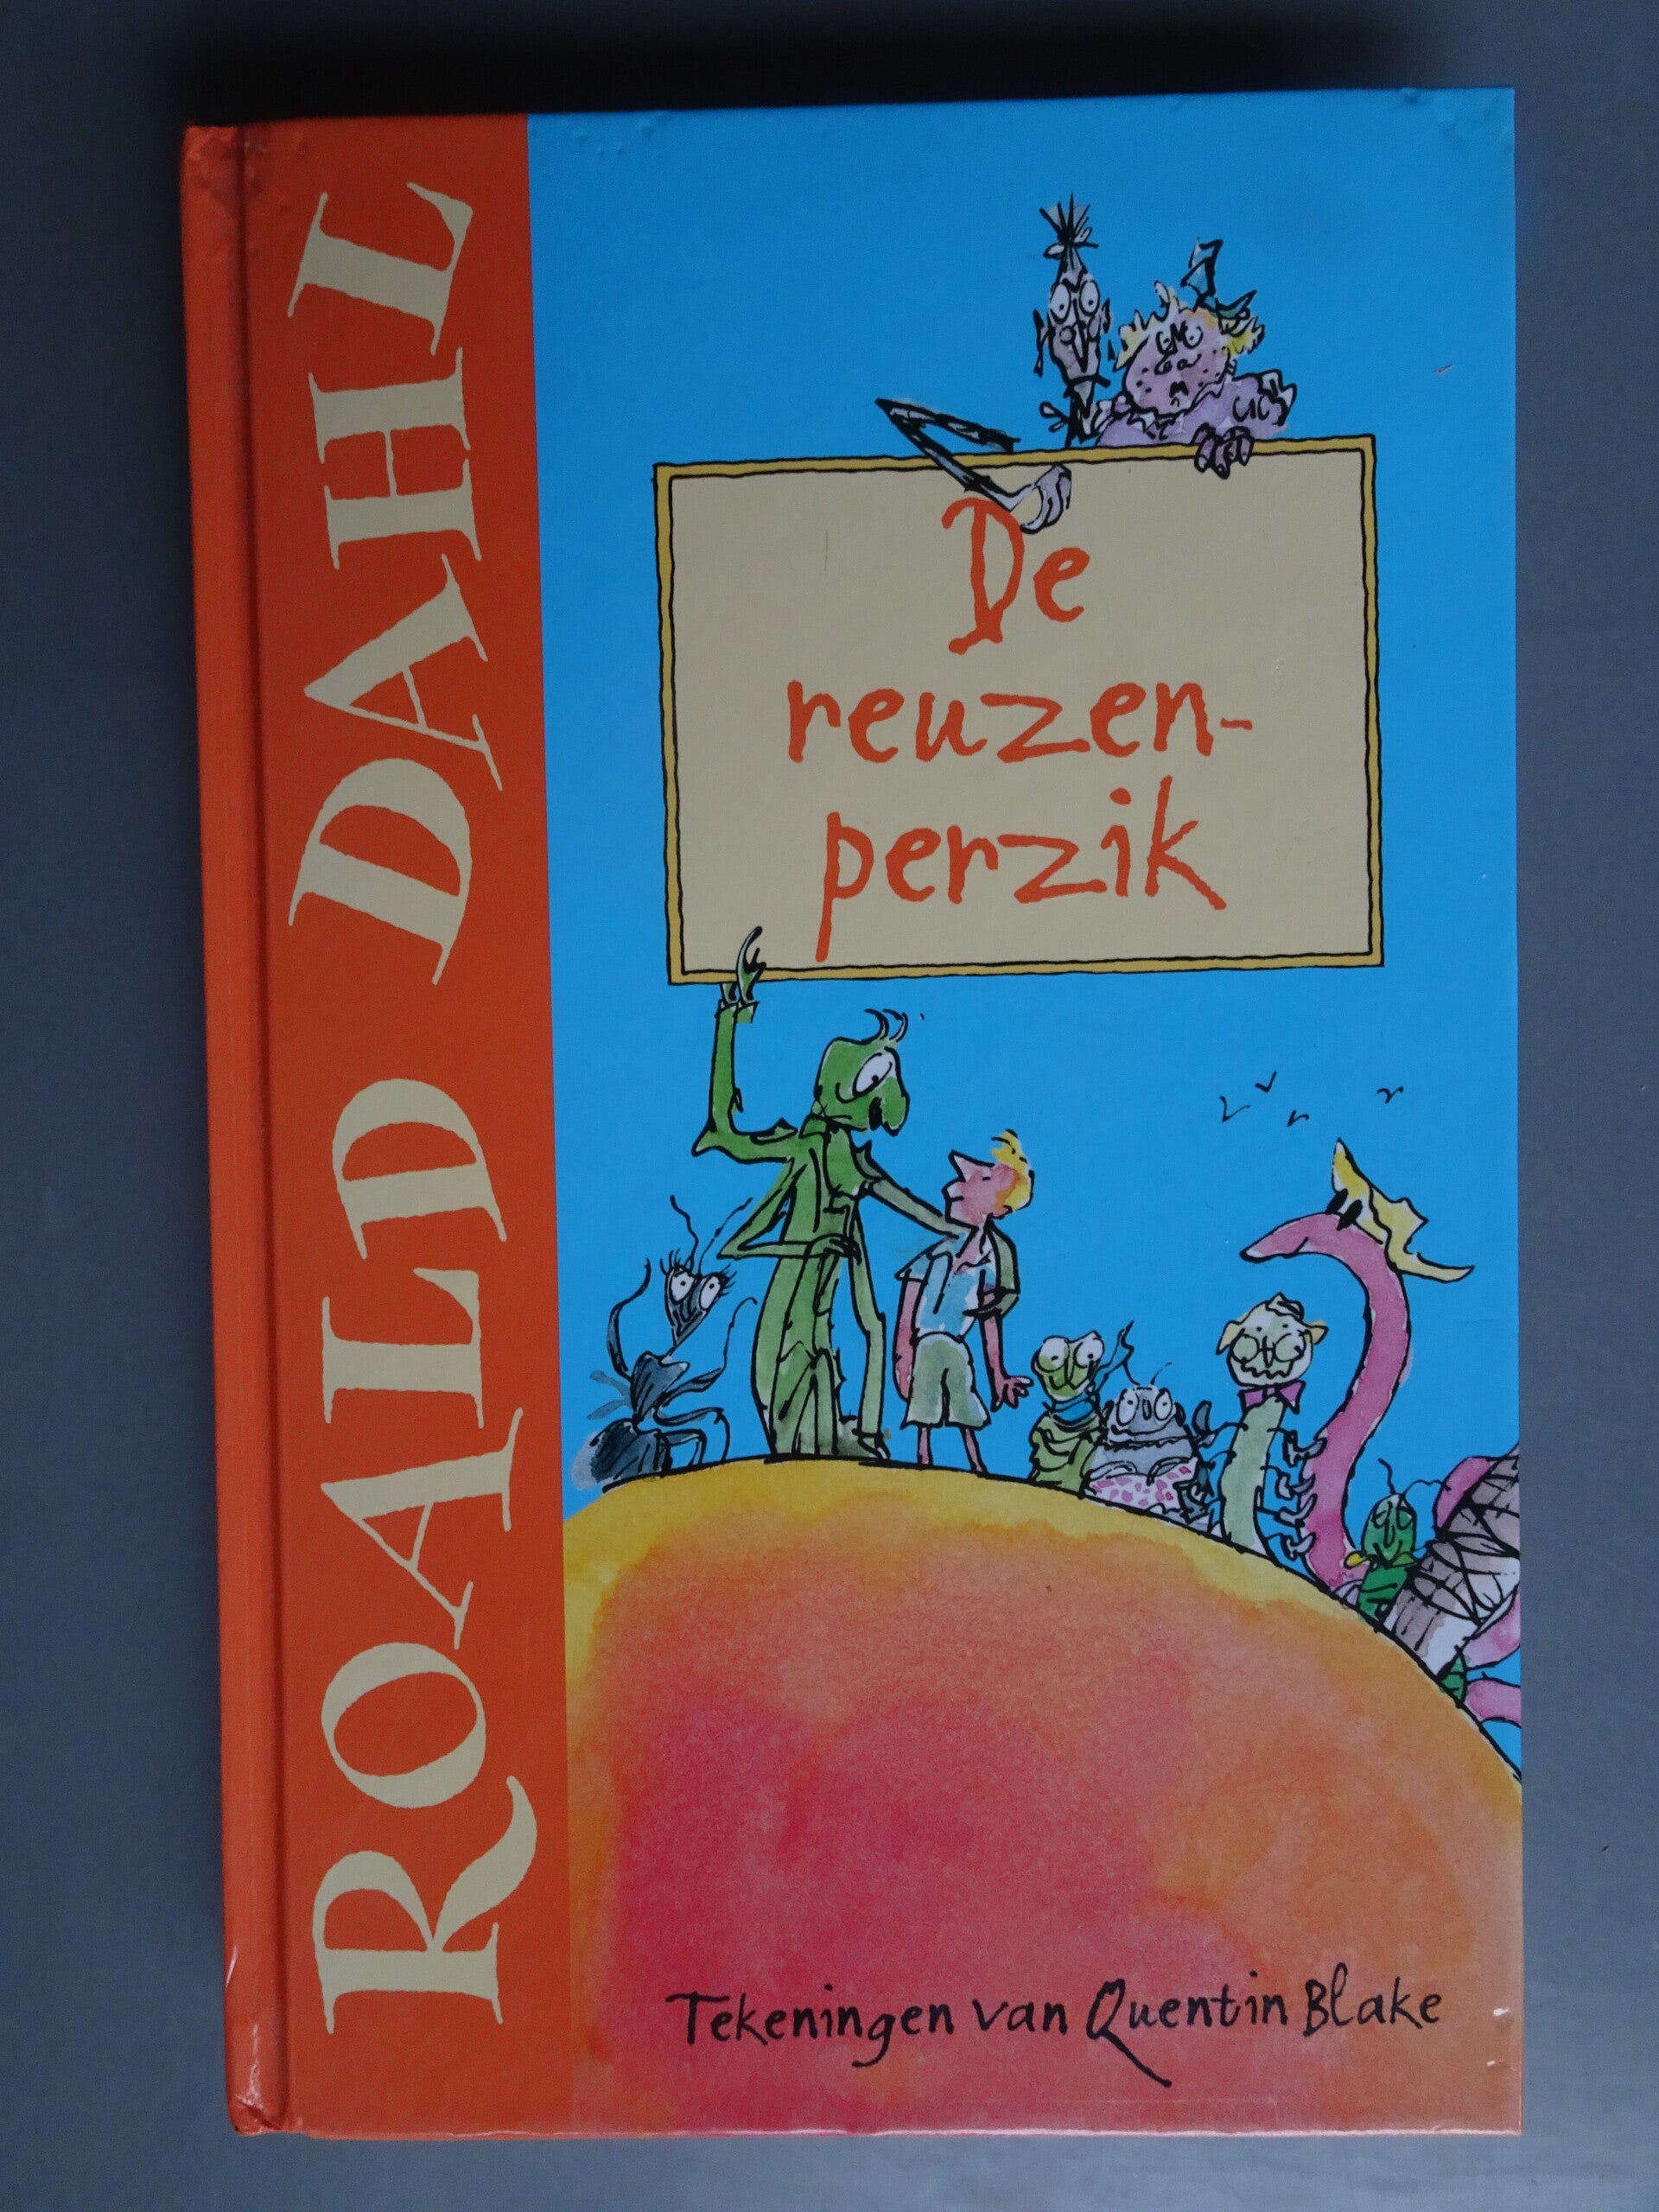 ROALD DAHL
De
reuzen-
perzik
Tekeningen van Quentin Blake